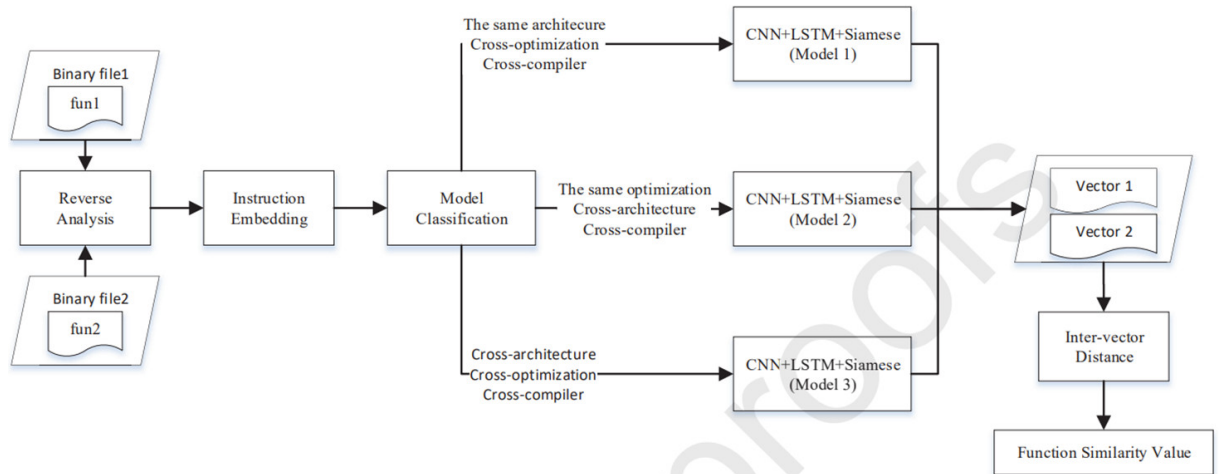 Binary file1
fun1
Reverse
Analysis
Binary file2
fun2
Instruction
Embedding
Model
Classification
The same architecure
Cross-optimization
Cross-compiler
The same optimization
Cross-architecture
Cross-compiler
Cross-architecture
Cross-optimization
Cross-compiler
CNN+LSTM+Siamese
(Model 1)
CNN+LSTM+Siamese
(Model 2)
CNN+LSTM+Siamese
(Model 3)
Vector 1
Vector 2
Inter-vector
Distance
Function Similarity Value
proofs